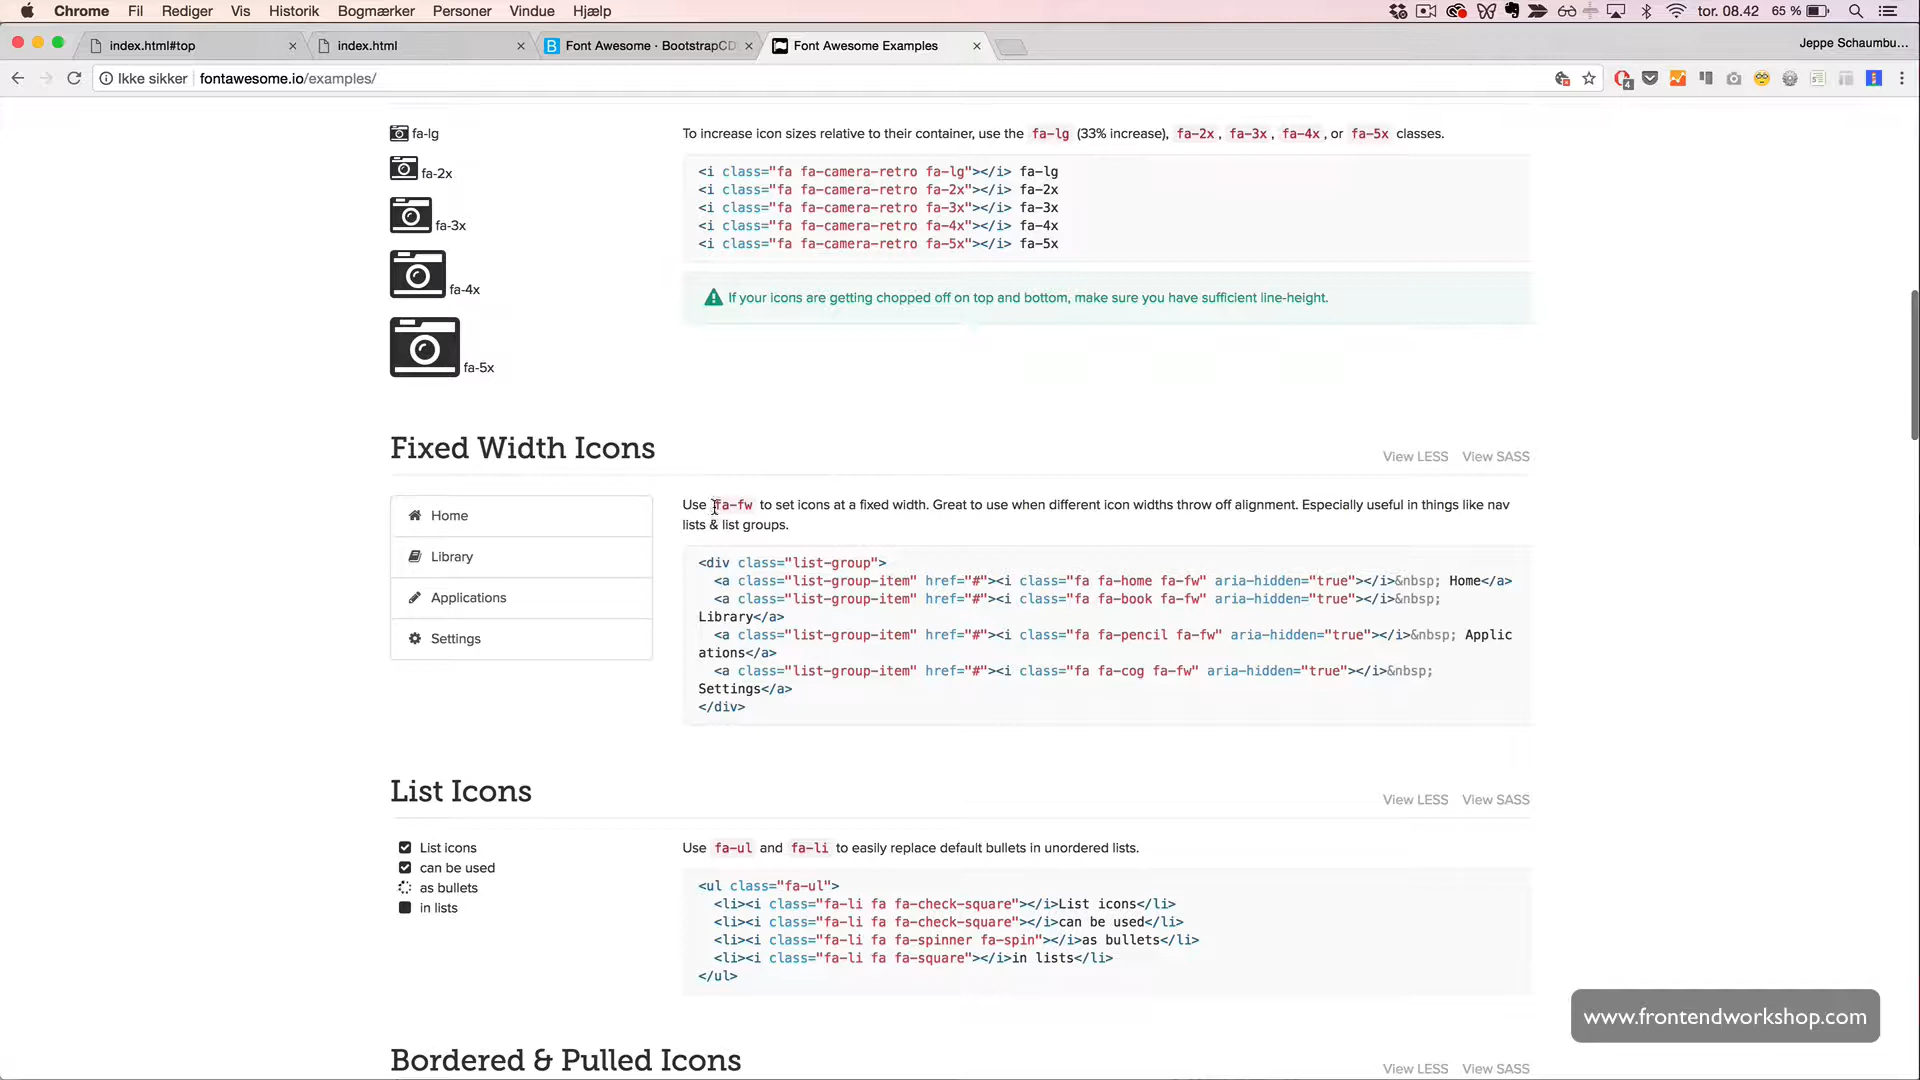 Chrome Fil Rediger Vis Historik Bogmærker Personer Vindue Hjælp tor. 08.42 65 %
index.html#top index.html Font Awesome · BootstrapCD Font Awesome Examples Jeppe Schaumbu...
Ikke sikker fontawesome.io/examples/
fa-lg
fa-2x
fa-3x
fa-4x
fa-5x
To increase icon sizes relative to their container, use the fa-lg (33% increase), fa-2x, fa-3x, fa-4x, or fa-5x classes.
<i class="fa fa-camera-retro fa-lg"></i> fa-lg
<i class="fa fa-camera-retro fa-2x"></i> fa-2x
<i class="fa fa-camera-retro fa-3x"></i> fa-3x
<i class="fa fa-camera-retro fa-4x"></i> fa-4x
<i class="fa fa-camera-retro fa-5x"></i> fa-5x
If your icons are getting chopped off on top and bottom, make sure you have sufficient line-height.
Fixed Width Icons
View LESS View SASS
Home
Library
Applications
Settings
Use fa-fw to set icons at a fixed width. Great to use when different icon widths throw off alignment. Especially useful in things like nav
lists & list groups.
<div class="list-group">
<a class="list-group-item" href="#"><i class="fa fa-home fa-fw" aria-hidden="true"></i>&nbsp; Home</a>
<a class="list-group-item" href="#"><i class="fa fa-book fa-fw" aria-hidden="true"></i>&nbsp;
Library</a>
<a class="list-group-item" href="#"><i class="fa fa-pencil fa-fw" aria-hidden="true"></i>&nbsp; Applic
ations</a>
<a class="list-group-item" href="#"><i class="fa fa-cog fa-fw" aria-hidden="true"></i>&nbsp;
Settings</a>
</div>
List Icons
View LESS View SASS
List icons
can be used
as bullets
in lists
Use fa-ul and fa-li to easily replace default bullets in unordered lists.
<ul class="fa-ul">
<li><i class="fa-li fa fa-check-square"></i>List icons</li>
<li><i class="fa-li fa fa-check-square"></i>can be used</li>
<li><i class="fa-li fa fa-spinner fa-spin"></i>as bullets</li>
<li><i class="fa-li fa fa-square"></i>in lists</li>
</ul>
www.frontendworkshop.com
Bordered & Pulled Icons
View LESS View SASS